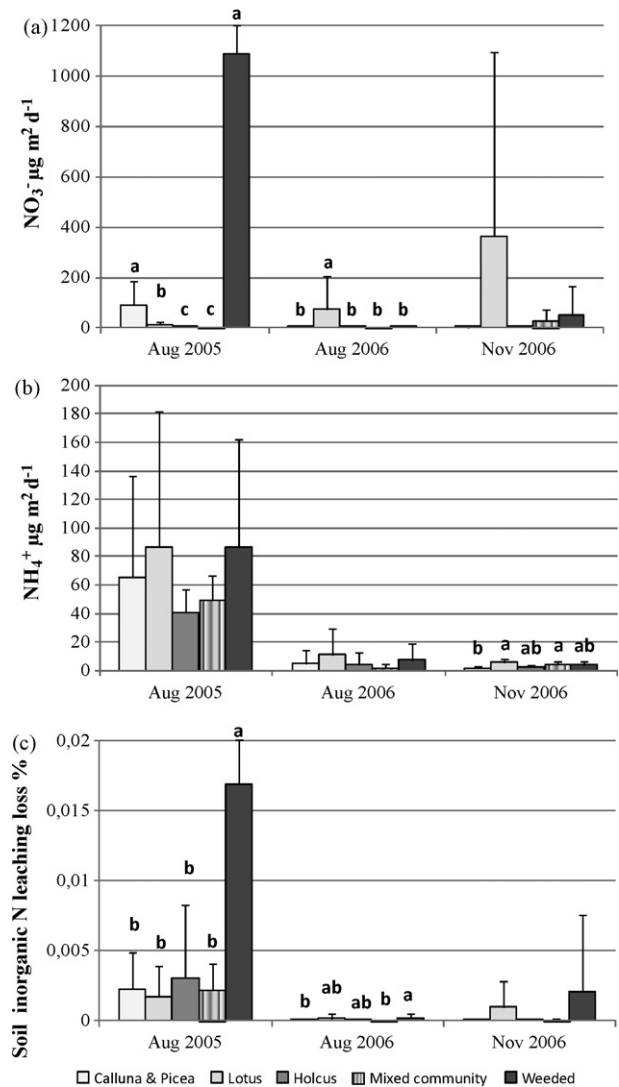 (a)
NO₃⁻ µg m² d⁻¹
1200
1000
800
600
400
200
0
a b c c a
b a b b b
Aug 2005 Aug 2006 Nov 2006
(b)
NH₄⁺ µg m² d⁻¹
200
180
160
140
120
100
80
60
40
20
0
b a ab a ab
Aug 2005 Aug 2006 Nov 2006
(c)
Soil inorganic N leaching loss %
0,02
0,015
0,01
0,005
0
b b b b a
b ab ab b a
Aug 2005 Aug 2006 Nov 2006
Calluna & Picea Lotus Holcus Mixed community Weeded